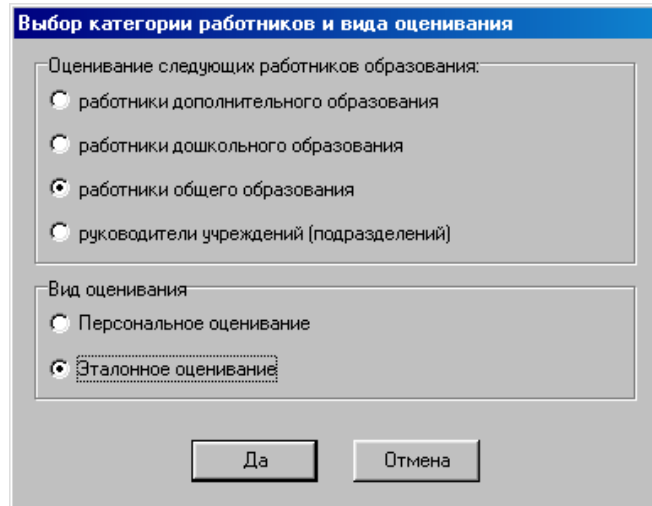 Выбор категории работников и вида оценивания
Оценивание следующих работников образования:
работники дополнительного образования
работники дошкольного образования
работники общего образования
руководители учреждений (подразделений)
Вид оценивания
Персональное оценивание
Эталонное оценивание
Да
Отмена